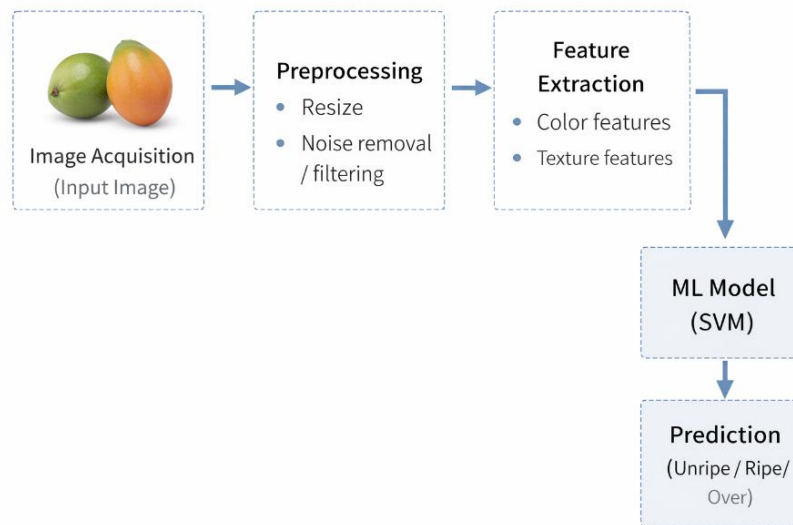 Image Acquisition
(Input Image)
Preprocessing
Resize
Noise removal
/ filtering
Feature
Extraction
Color features
Texture features
ML Model
(SVM)
Prediction
(Unripe / Ripe/
Over)